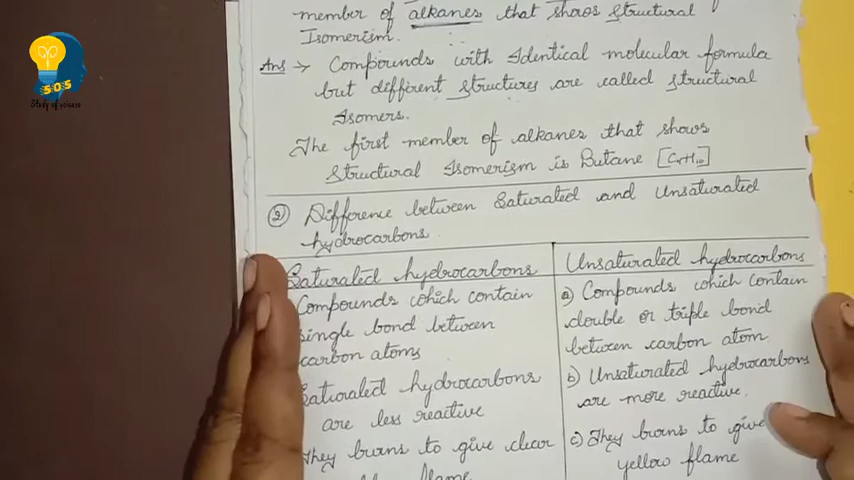 SOS
Study of science
member of alkanes that shows structural
Isomerism.
Ans → Compounds with Identical molecular formula
but different structures are called structural
Isomers.
The first member of alkanes that shows
structural Isomerism is Butane [C4H10]
② Difference between saturated and unsaturated
hydrocarbons.
Saturated hydrocarbons
Compounds which contain
single bond between
carbon atoms
Saturated hydrocarbons
are less reactive
They burns to give clear
flame
Unsaturated hydrocarbons
a) Compounds which contain
double or triple bond
between carbon atom
b) Unsaturated hydrocarbons
are more reactive.
c) They burns to give
yellow flame